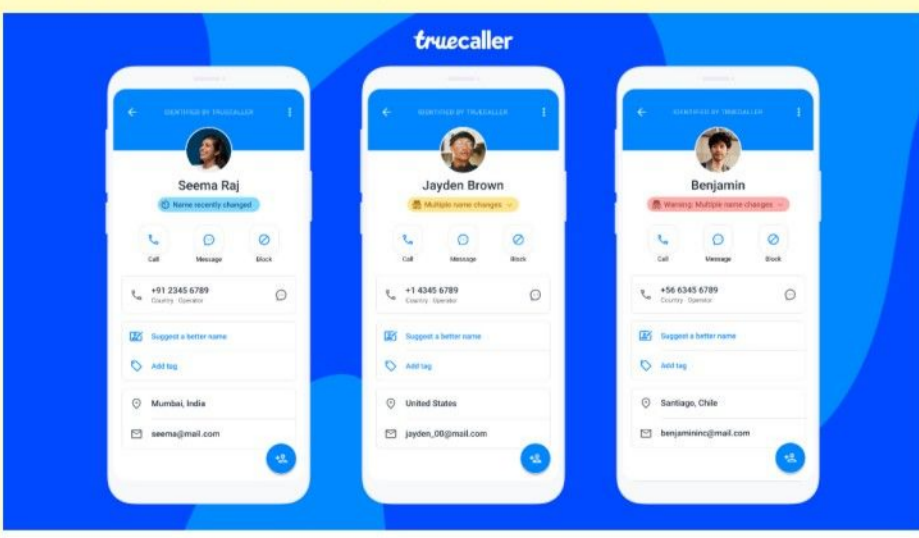 truecaller
IDENTIFIED BY TRUECALLER
Seema Raj
Name recently changed
Call Message Block
+91 2345 6789
Country · Operator
Suggest a better name
Add tag
Mumbai, India
seema@mail.com
IDENTIFIED BY TRUECALLER
Jayden Brown
Multiple name changes
Call Message Block
+1 4345 6789
Country · Operator
Suggest a better name
Add tag
United States
jayden_00@mail.com
IDENTIFIED BY TRUECALLER
Benjamin
Warning: Multiple name changes
Call Message Block
+56 6345 6789
Country · Operator
Suggest a better name
Add tag
Santiago, Chile
benjamininc@mail.com